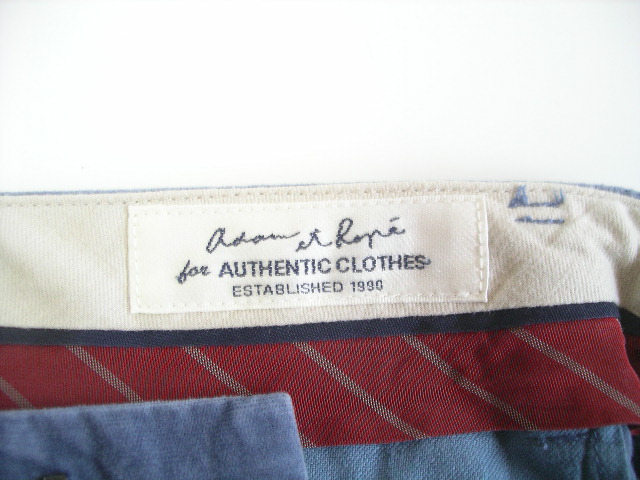 Adam et Ropé
for AUTHENTIC CLOTHES
ESTABLISHED 1990